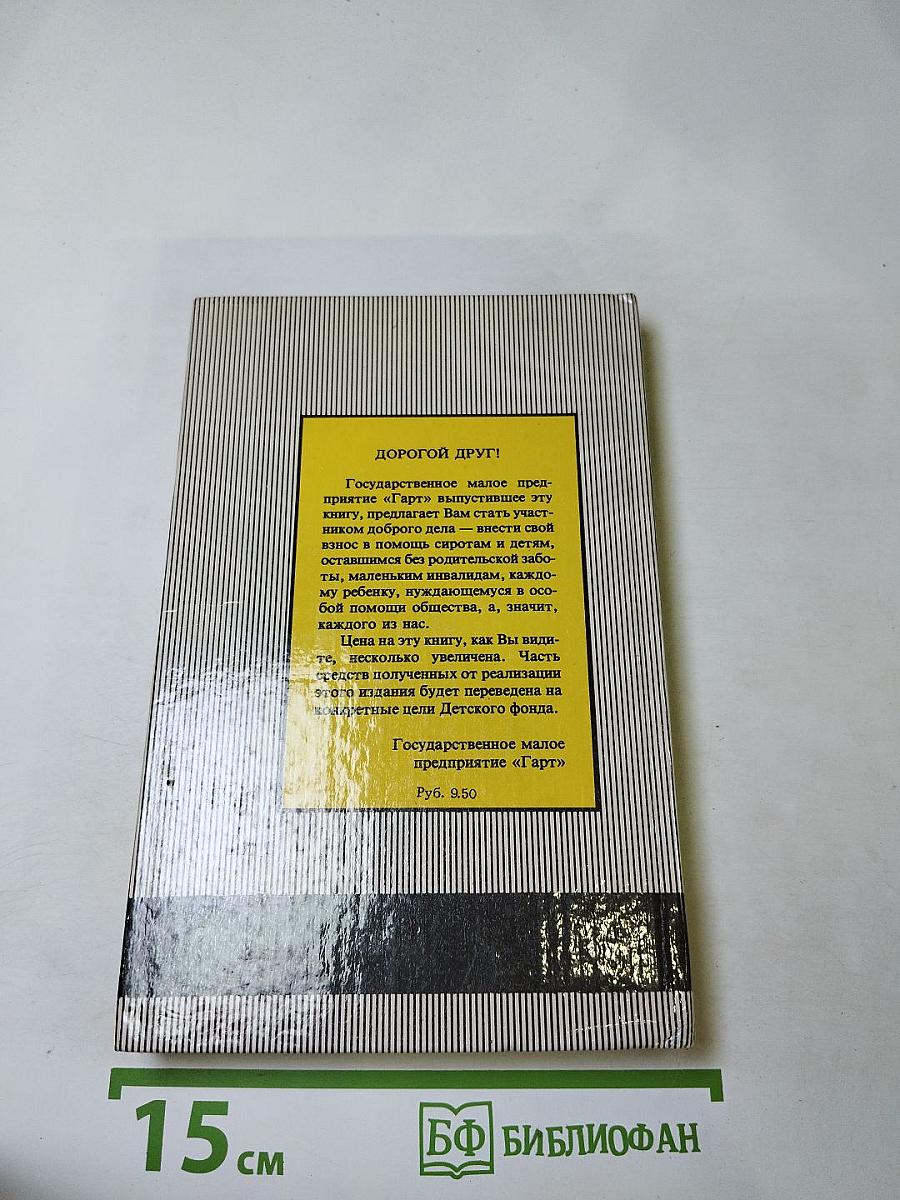 ДОРОГОЙ ДРУГ!
Государственное малое пред-
приятие «Гарт» выпустившее эту
книгу, предлагает Вам стать участ-
ником доброго дела — внести свой
взнос в помощь сиротам и детям,
оставшимся без родительской забо-
ты, маленьким инвалидам, каждо-
му ребенку, нуждающемуся в осо-
бой помощи общества, а, значит,
каждого из нас.
Цена на эту книгу, как Вы види-
те, несколько увеличена. Часть
средств полученных от реализации
этого издания будет переведена на
конкретные цели Детского фонда.
Государственное малое
предприятие «Гарт»
Руб. 9.50
15 см
БФ БИБЛИОФАН